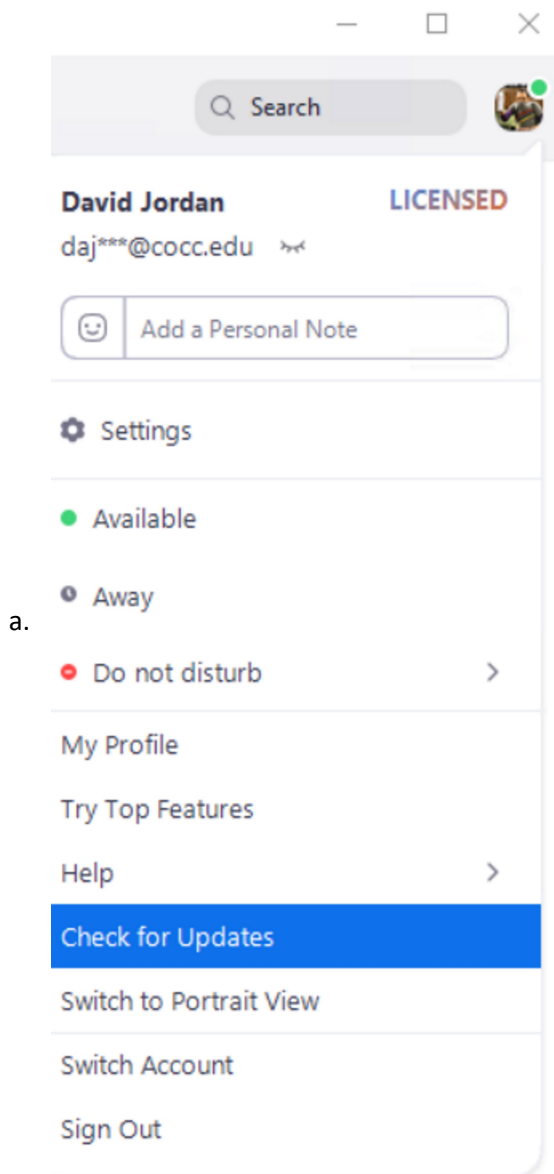 Search
David Jordan LICENSED
daj***@cocc.edu
Add a Personal Note
Settings
Available
Away
a.
Do not disturb
My Profile
Try Top Features
Help
Check for Updates
Switch to Portrait View
Switch Account
Sign Out